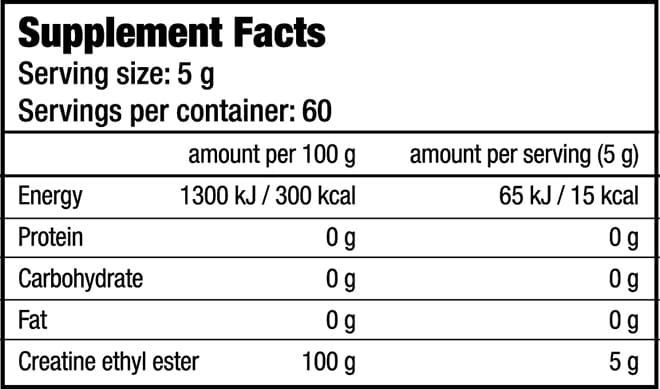 Supplement Facts
Serving size: 5 g
Servings per container: 60
amount per 100 g amount per serving (5 g)
Energy 1300 kJ / 300 kcal 65 kJ / 15 kcal
Protein 0 g 0 g
Carbohydrate 0 g 0 g
Fat 0 g 0 g
Creatine ethyl ester 100 g 5 g